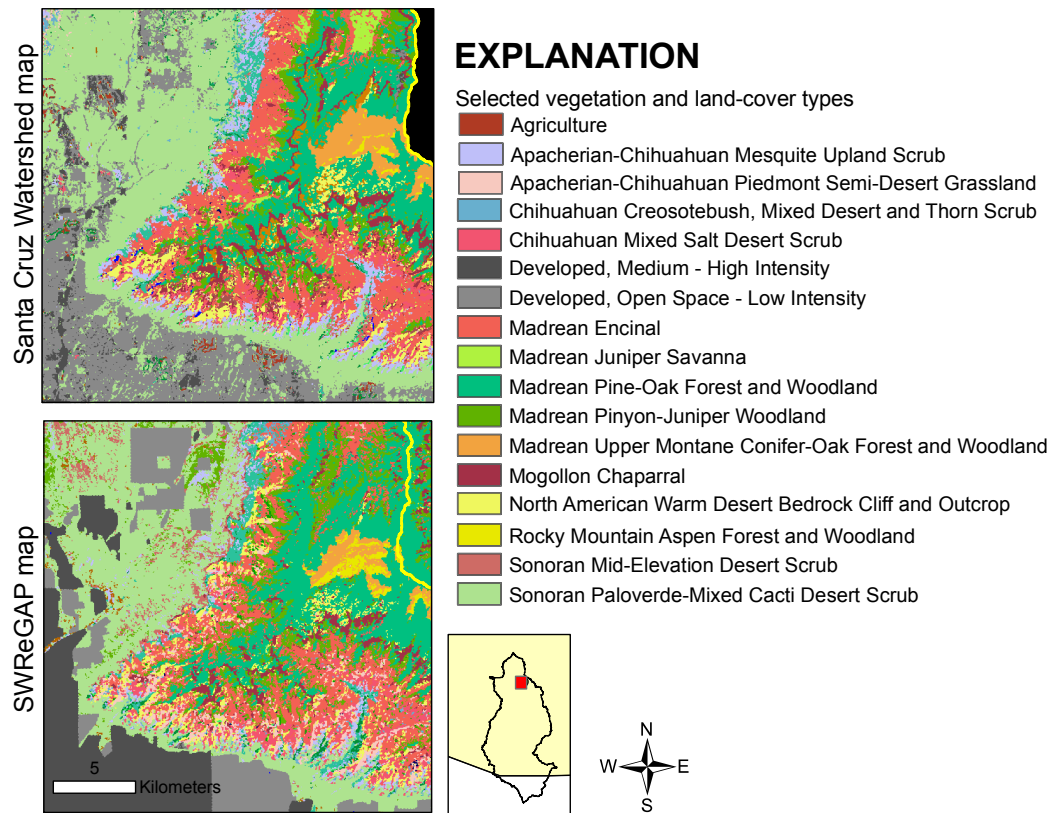 Santa Cruz Watershed map
SWReGAP map
5
Kilometers
EXPLANATION
Selected vegetation and land-cover types
Agriculture
Apacherian-Chihuahuan Mesquite Upland Scrub
Apacherian-Chihuahuan Piedmont Semi-Desert Grassland
Chihuahuan Creosotebush, Mixed Desert and Thorn Scrub
Chihuahuan Mixed Salt Desert Scrub
Developed, Medium - High Intensity
Developed, Open Space - Low Intensity
Madrean Encinal
Madrean Juniper Savanna
Madrean Pine-Oak Forest and Woodland
Madrean Pinyon-Juniper Woodland
Madrean Upper Montane Conifer-Oak Forest and Woodland
Mogollon Chaparral
North American Warm Desert Bedrock Cliff and Outcrop
Rocky Mountain Aspen Forest and Woodland
Sonoran Mid-Elevation Desert Scrub
Sonoran Paloverde-Mixed Cacti Desert Scrub
N
W E
S